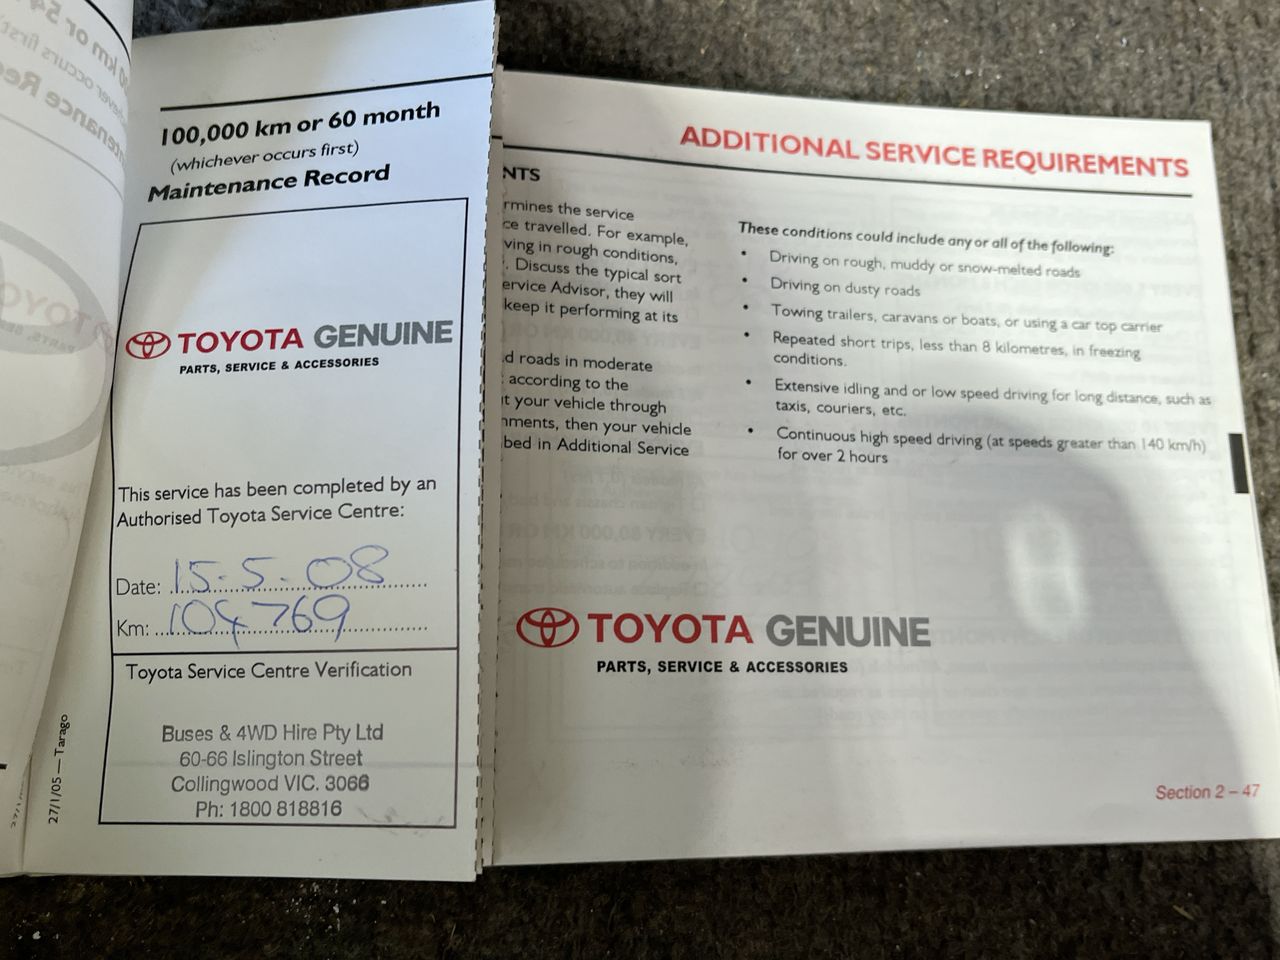 100,000 km or 60 month
(whichever occurs first)
Maintenance Record
TOYOTA GENUINE
PARTS, SERVICE & ACCESSORIES
This service has been completed by an
Authorised Toyota Service Centre:
Date: 15.5.08
Km: 104769
Toyota Service Centre Verification
Buses & 4WD Hire Pty Ltd
60-66 Islington Street
Collingwood VIC. 3066
Ph: 1800 818816
27/1/05 — Tarago
ADDITIONAL SERVICE REQUIREMENTS
NTS
rmines the service
ce travelled. For example,
ving in rough conditions,
. Discuss the typical sort
ervice Advisor, they will
keep it performing at its
d roads in moderate
according to the
t your vehicle through
nments, then your vehicle
bed in Additional Service
These conditions could include any or all of the following:
• Driving on rough, muddy or snow-melted roads
• Driving on dusty roads
• Towing trailers, caravans or boats, or using a car top carrier
• Repeated short trips, less than 8 kilometres, in freezing
conditions.
• Extensive idling and or low speed driving for long distance, such as
taxis, couriers, etc.
• Continuous high speed driving (at speeds greater than 140 km/h)
for over 2 hours
TOYOTA GENUINE
PARTS, SERVICE & ACCESSORIES
Section 2 – 47